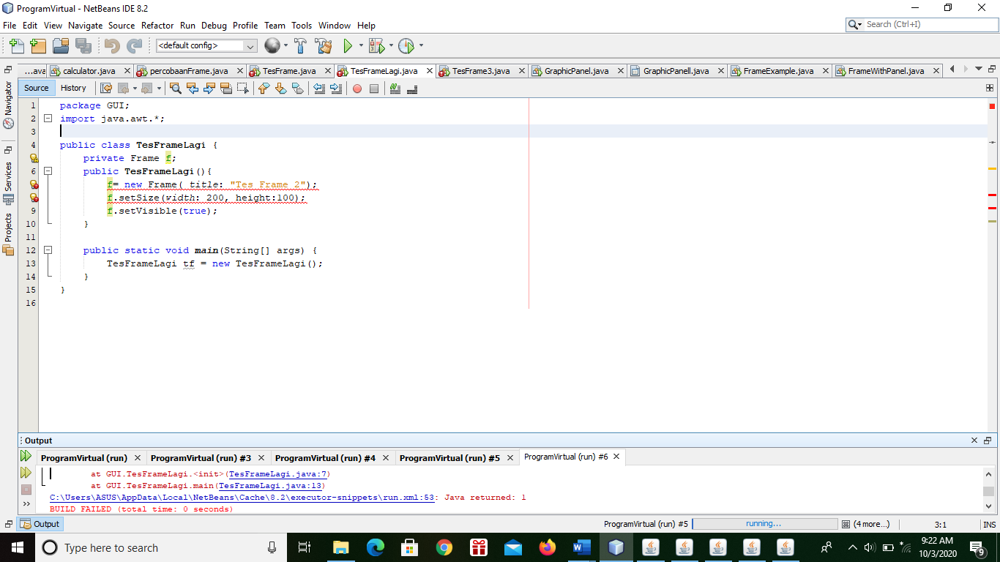 ProgramVirtual - NetBeans IDE 8.2
File Edit View Navigate Source Refactor Run Debug Profile Team Tools Window Help
Search (Ctrl+I)
<default config>
...ava calculator.java percobaanFrame.java TesFrame.java TesFrameLagi.java TesFrame3.java GraphicPanel.java GraphicPanell.java FrameExample.java FrameWithPanel.java
Navigator
Services
Projects
Source History
1 package GUI;
2 import java.awt.*;
3
4 public class TesFrameLagi {
private Frame f;
6 public TesFrameLagi(){
f= new Frame( title: "Tes Frame 2");
f.setSize(width: 200, height:100);
9 f.setVisible(true);
10 }
11
12 public static void main(String[] args) {
13 TesFrameLagi tf = new TesFrameLagi();
14 }
15 }
16
Output
ProgramVirtual (run) ProgramVirtual (run) #3 ProgramVirtual (run) #4 ProgramVirtual (run) #5 ProgramVirtual (run) #6
at GUI.TesFrameLagi.<init>(TesFrameLagi.java:7)
at GUI.TesFrameLagi.main(TesFrameLagi.java:13)
C:\Users\ASUS\AppData\Local\NetBeans\Cache\8.2\executor-snippets\run.xml:53: Java returned: 1
BUILD FAILED (total time: 0 seconds)
Output
ProgramVirtual (run) #5 running... (4 more...) 3:1 INS
Type here to search
9:22 AM
10/3/2020
9